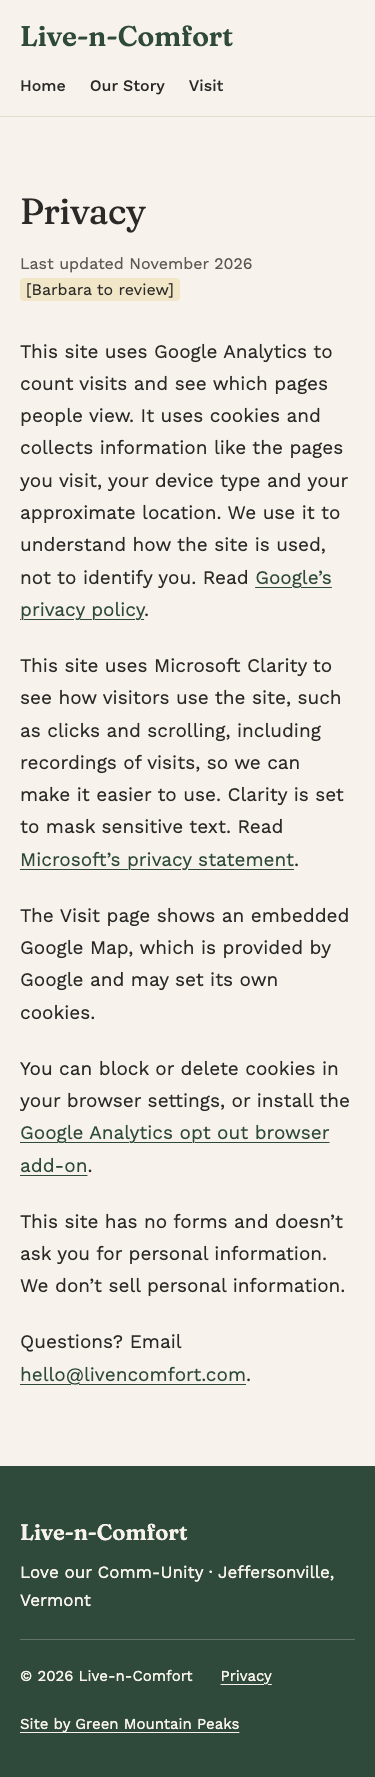 Live-n-Comfort
Home Our Story Visit
Privacy
Last updated November 2026
[Barbara to review]
This site uses Google Analytics to
count visits and see which pages
people view. It uses cookies and
collects information like the pages
you visit, your device type and your
approximate location. We use it to
understand how the site is used,
not to identify you. Read Google’s
privacy policy.
This site uses Microsoft Clarity to
see how visitors use the site, such
as clicks and scrolling, including
recordings of visits, so we can
make it easier to use. Clarity is set
to mask sensitive text. Read
Microsoft’s privacy statement.
The Visit page shows an embedded
Google Map, which is provided by
Google and may set its own
cookies.
You can block or delete cookies in
your browser settings, or install the
Google Analytics opt out browser
add-on.
This site has no forms and doesn’t
ask you for personal information.
We don’t sell personal information.
Questions? Email
hello@livencomfort.com.
Live-n-Comfort
Love our Comm-Unity · Jeffersonville,
Vermont
© 2026 Live-n-Comfort Privacy
Site by Green Mountain Peaks